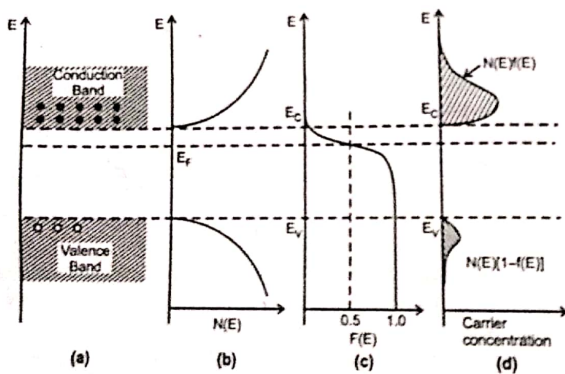 E
E
E
E
Conduction
Band
N(E)f(E)
E_C
E_C
E_F
E_V
E_V
Valence
Band
N(E)[1–f(E)]
N(E)
0.5
1.0
F(E)
Carrier
concentration
(a)
(b)
(c)
(d)